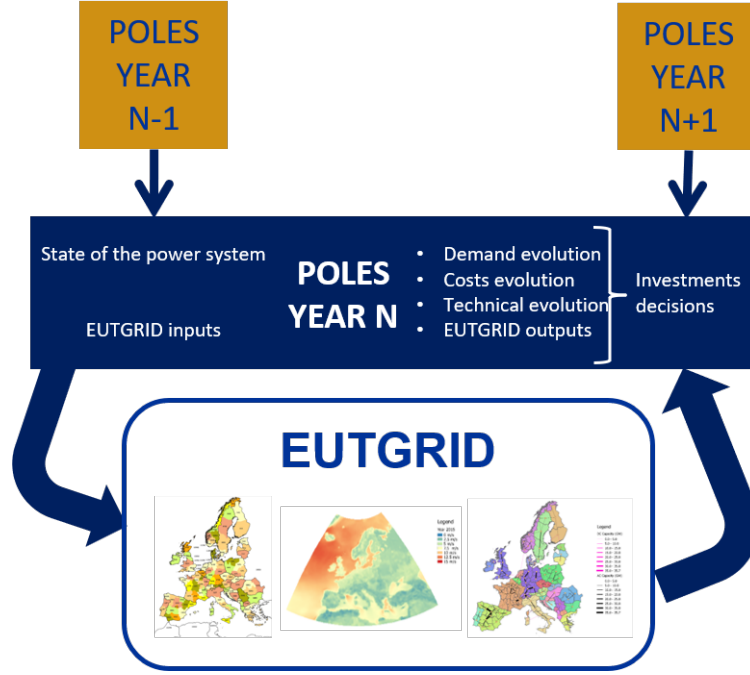 POLES
YEAR
N-1
POLES
YEAR
N+1
State of the power system
EUTGRID inputs
POLES
YEAR N
• Demand evolution
• Costs evolution
• Technical evolution
• EUTGRID outputs
Investments
decisions
EUTGRID
Legend
Legend